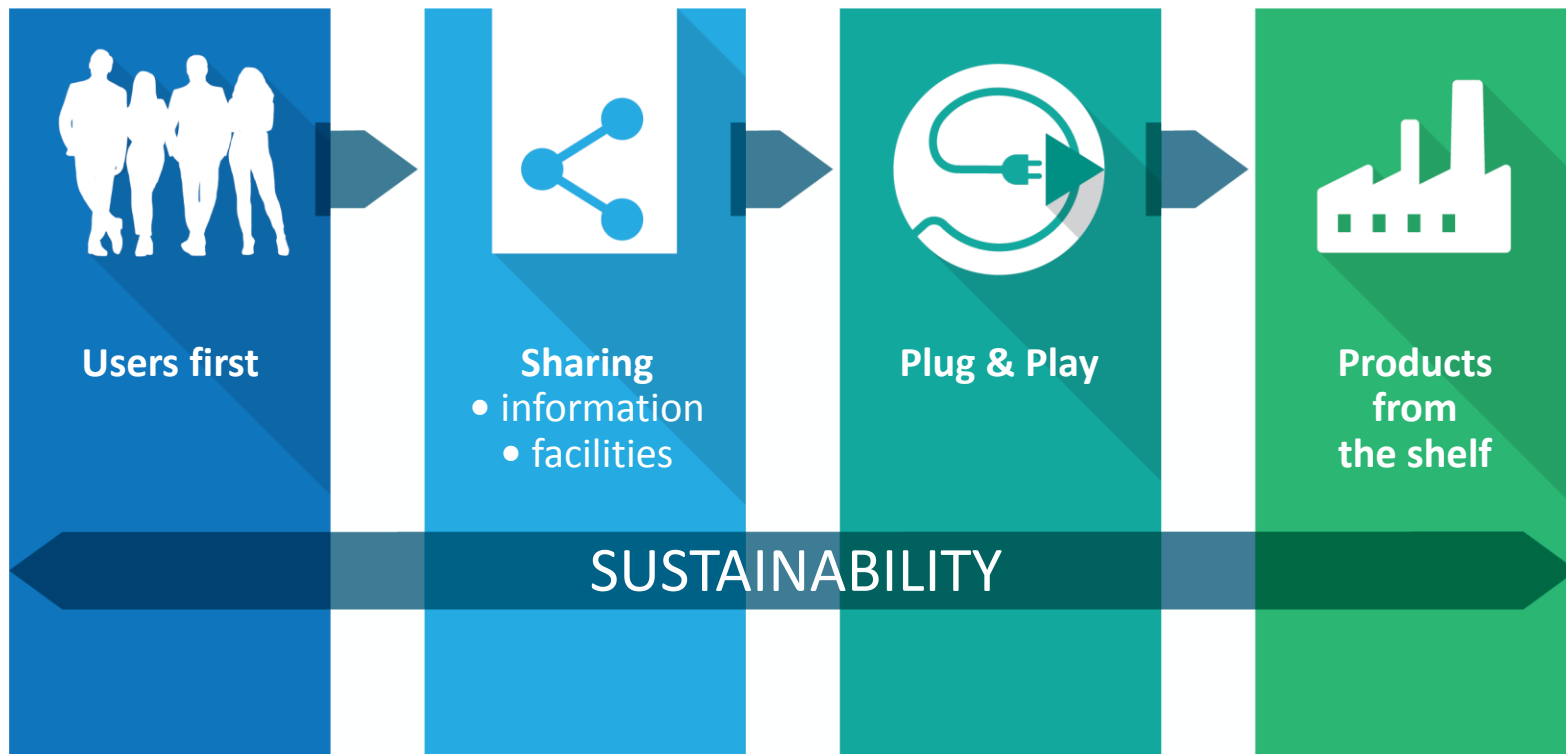 Users first
Sharing
• information
• facilities
Plug & Play
Products
from
the shelf
SUSTAINABILITY